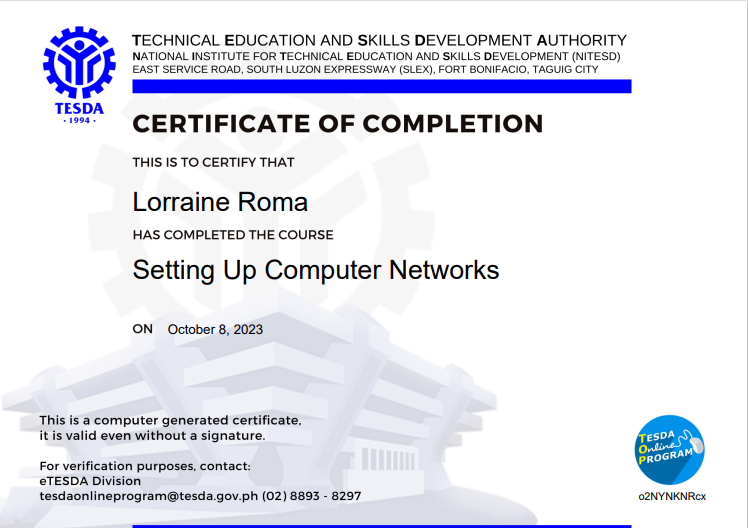 TECHNICAL EDUCATION AND SKILLS DEVELOPMENT AUTHORITY
NATIONAL INSTITUTE FOR TECHNICAL EDUCATION AND SKILLS DEVELOPMENT (NITESD)
EAST SERVICE ROAD, SOUTH LUZON EXPRESSWAY (SLEX), FORT BONIFACIO, TAGUIG CITY
TESDA
· 1994 ·
CERTIFICATE OF COMPLETION
THIS IS TO CERTIFY THAT
Lorraine Roma
HAS COMPLETED THE COURSE
Setting Up Computer Networks
ON October 8, 2023
This is a computer generated certificate,
it is valid even without a signature.
For verification purposes, contact:
eTESDA Division
tesdaonlineprogram@tesda.gov.ph (02) 8893 - 8297
TESDA
Online
PROGRAM
o2NYNKNRcx